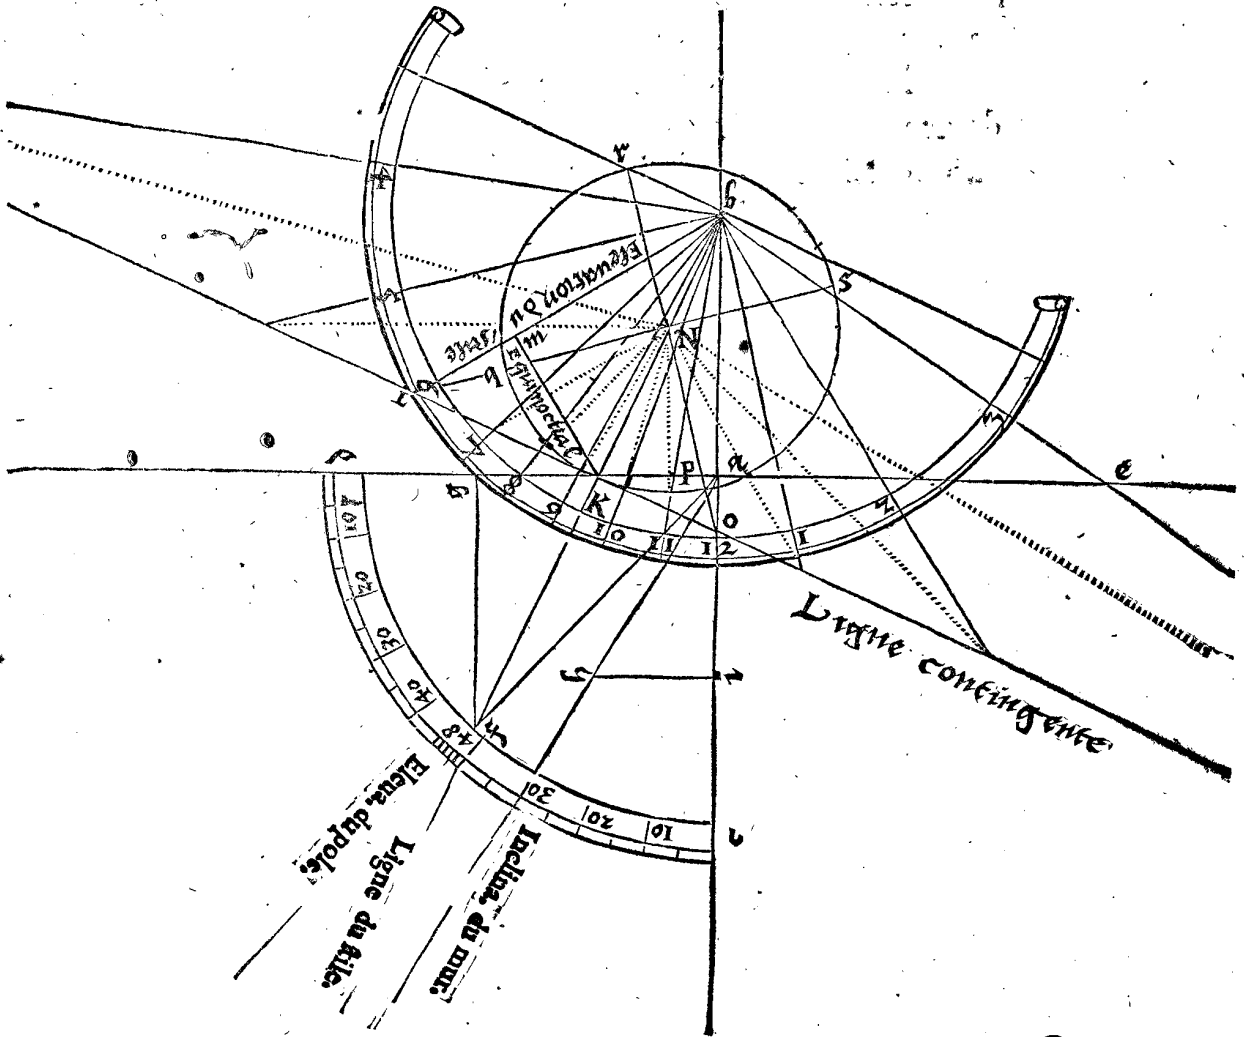 r
b
4
Eleuation du stile
s
5
N
m
Equinoctial
6
b
T
7
P
a
e
g
8
9
K
10
11
12
O
1
2
3
10
20
30
40
48
h
y
z
Ligne contingente
30
20
10
Eleua. du pole.
Ligne du stile.
Inclina. du mur.